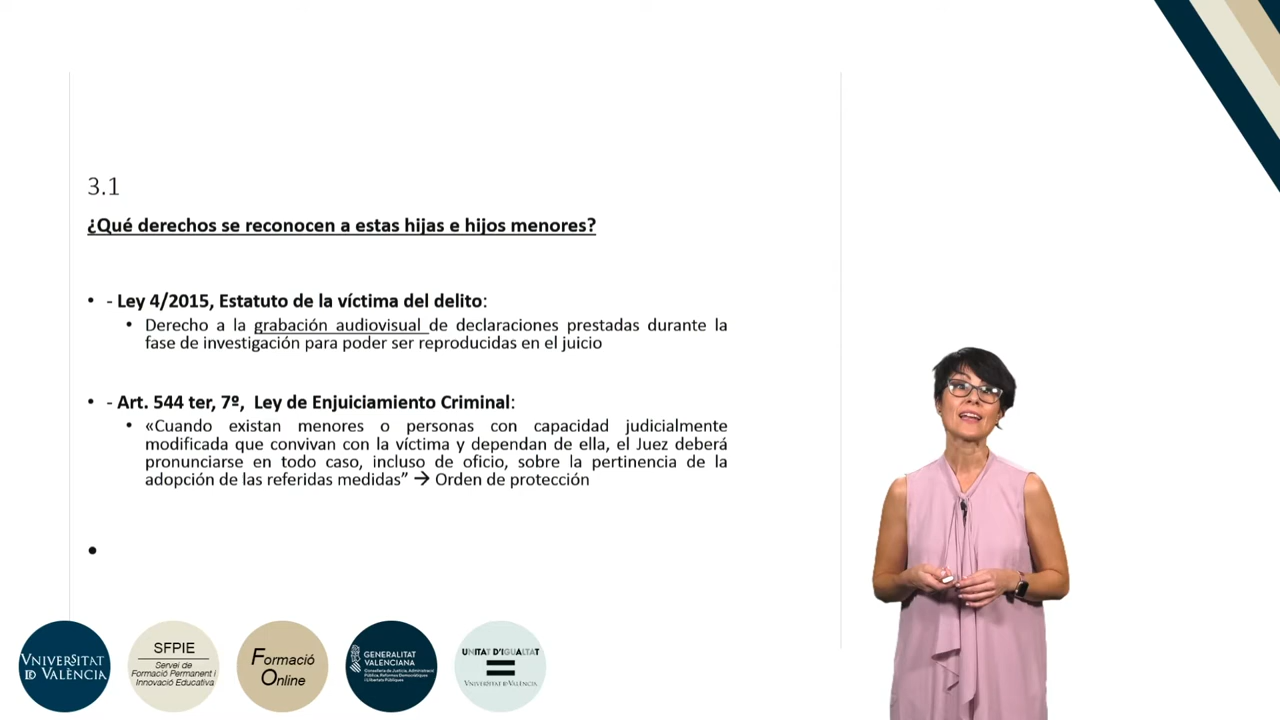 3.1
¿Qué derechos se reconocen a estas hijas e hijos menores?
• - Ley 4/2015, Estatuto de la víctima del delito:
• Derecho a la grabación audiovisual de declaraciones prestadas durante la
fase de investigación para poder ser reproducidas en el juicio
• - Art. 544 ter, 7º, Ley de Enjuiciamiento Criminal:
• «Cuando existan menores o personas con capacidad judicialmente
modificada que convivan con la víctima y dependan de ella, el Juez deberá
pronunciarse en todo caso, incluso de oficio, sobre la pertinencia de la
adopción de las referidas medidas” → Orden de protección
•
VNIVERSITAT
ID VALÈNCIA
SFPIE
Servei de
Formació Permanent i
Innovació Educativa
Formació
Online
GENERALITAT
VALENCIANA
Conselleria de Justícia, Administració
Pública, Reformes Democràtiques
i Llibertats Públiques
UNITAT D'IGUALTAT
VNIVERSITAT ID VALÈNCIA